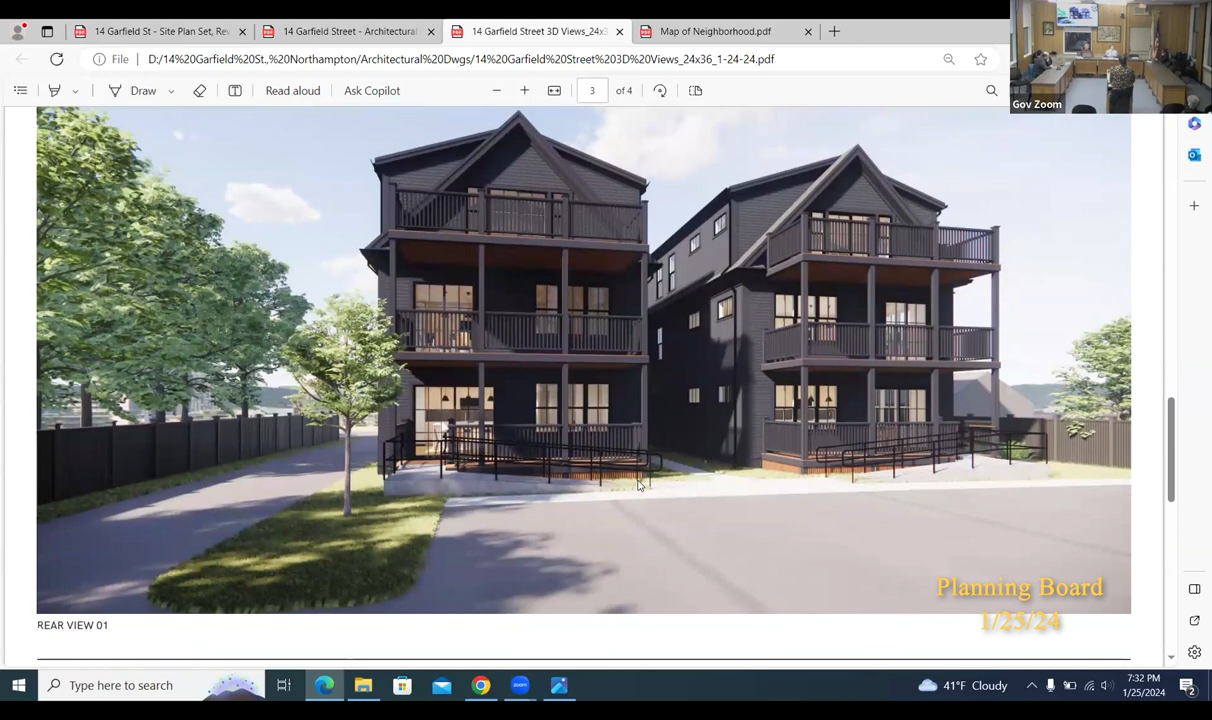 14 Garfield St - Site Plan Set, Rev
14 Garfield Street - Architectural
14 Garfield Street 3D Views_24x3
Map of Neighborhood.pdf
File
D:/14%20Garfield%20St.,%20Northampton/Architectural%20Dwgs/14%20Garfield%20Street%203D%20Views_24x36_1-24-24.pdf
Draw
Read aloud
Ask Copilot
3
of 4
Gov Zoom
Planning Board
1/25/24
REAR VIEW 01
Type here to search
41°F Cloudy
7:32 PM
1/25/2024
2